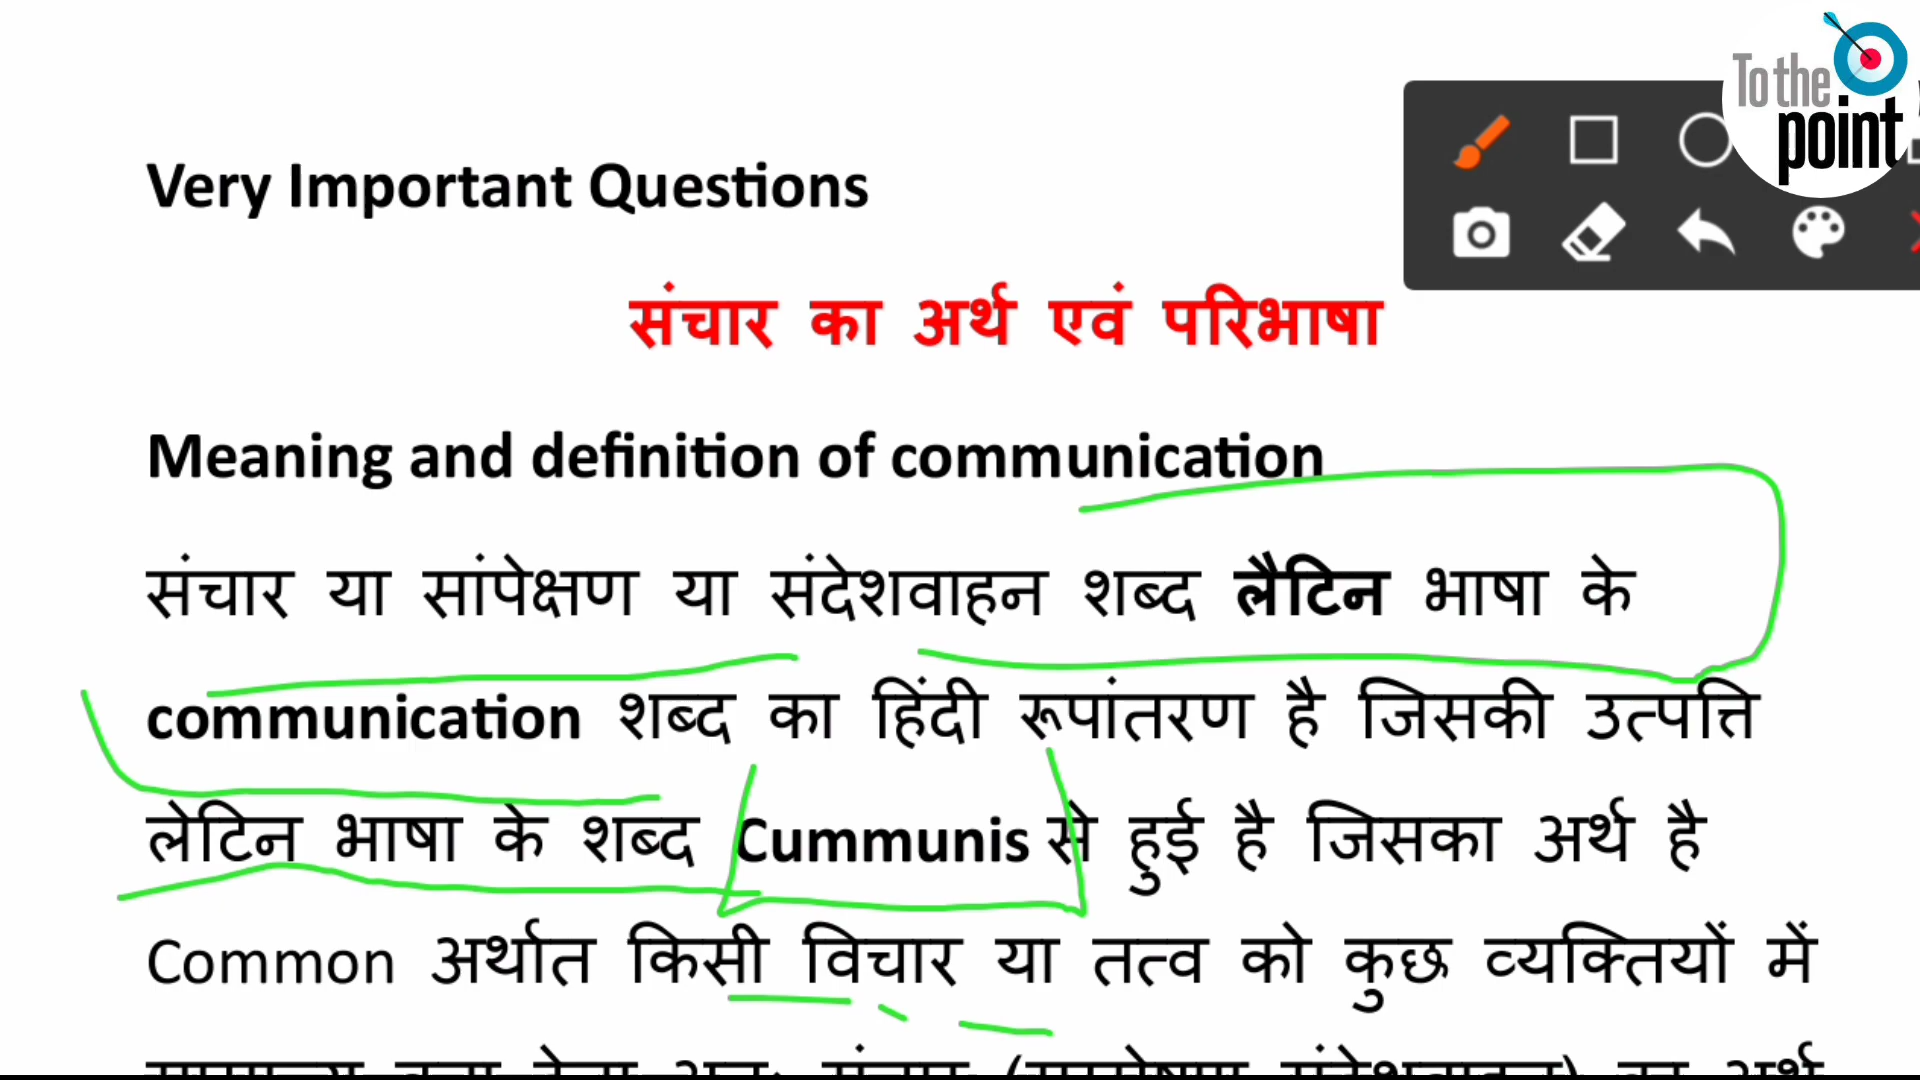 To the
point
Very Important Questions
संचार का अर्थ एवं परिभाषा
Meaning and definition of communication
संचार या सांपेक्षण या संदेशवाहन शब्द लैटिन भाषा के
communication शब्द का हिंदी रूपांतरण है जिसकी उत्पत्ति
लेटिन भाषा के शब्द Cummunis से हुई है जिसका अर्थ है
Common अर्थात किसी विचार या तत्व को कुछ व्यक्तियों में